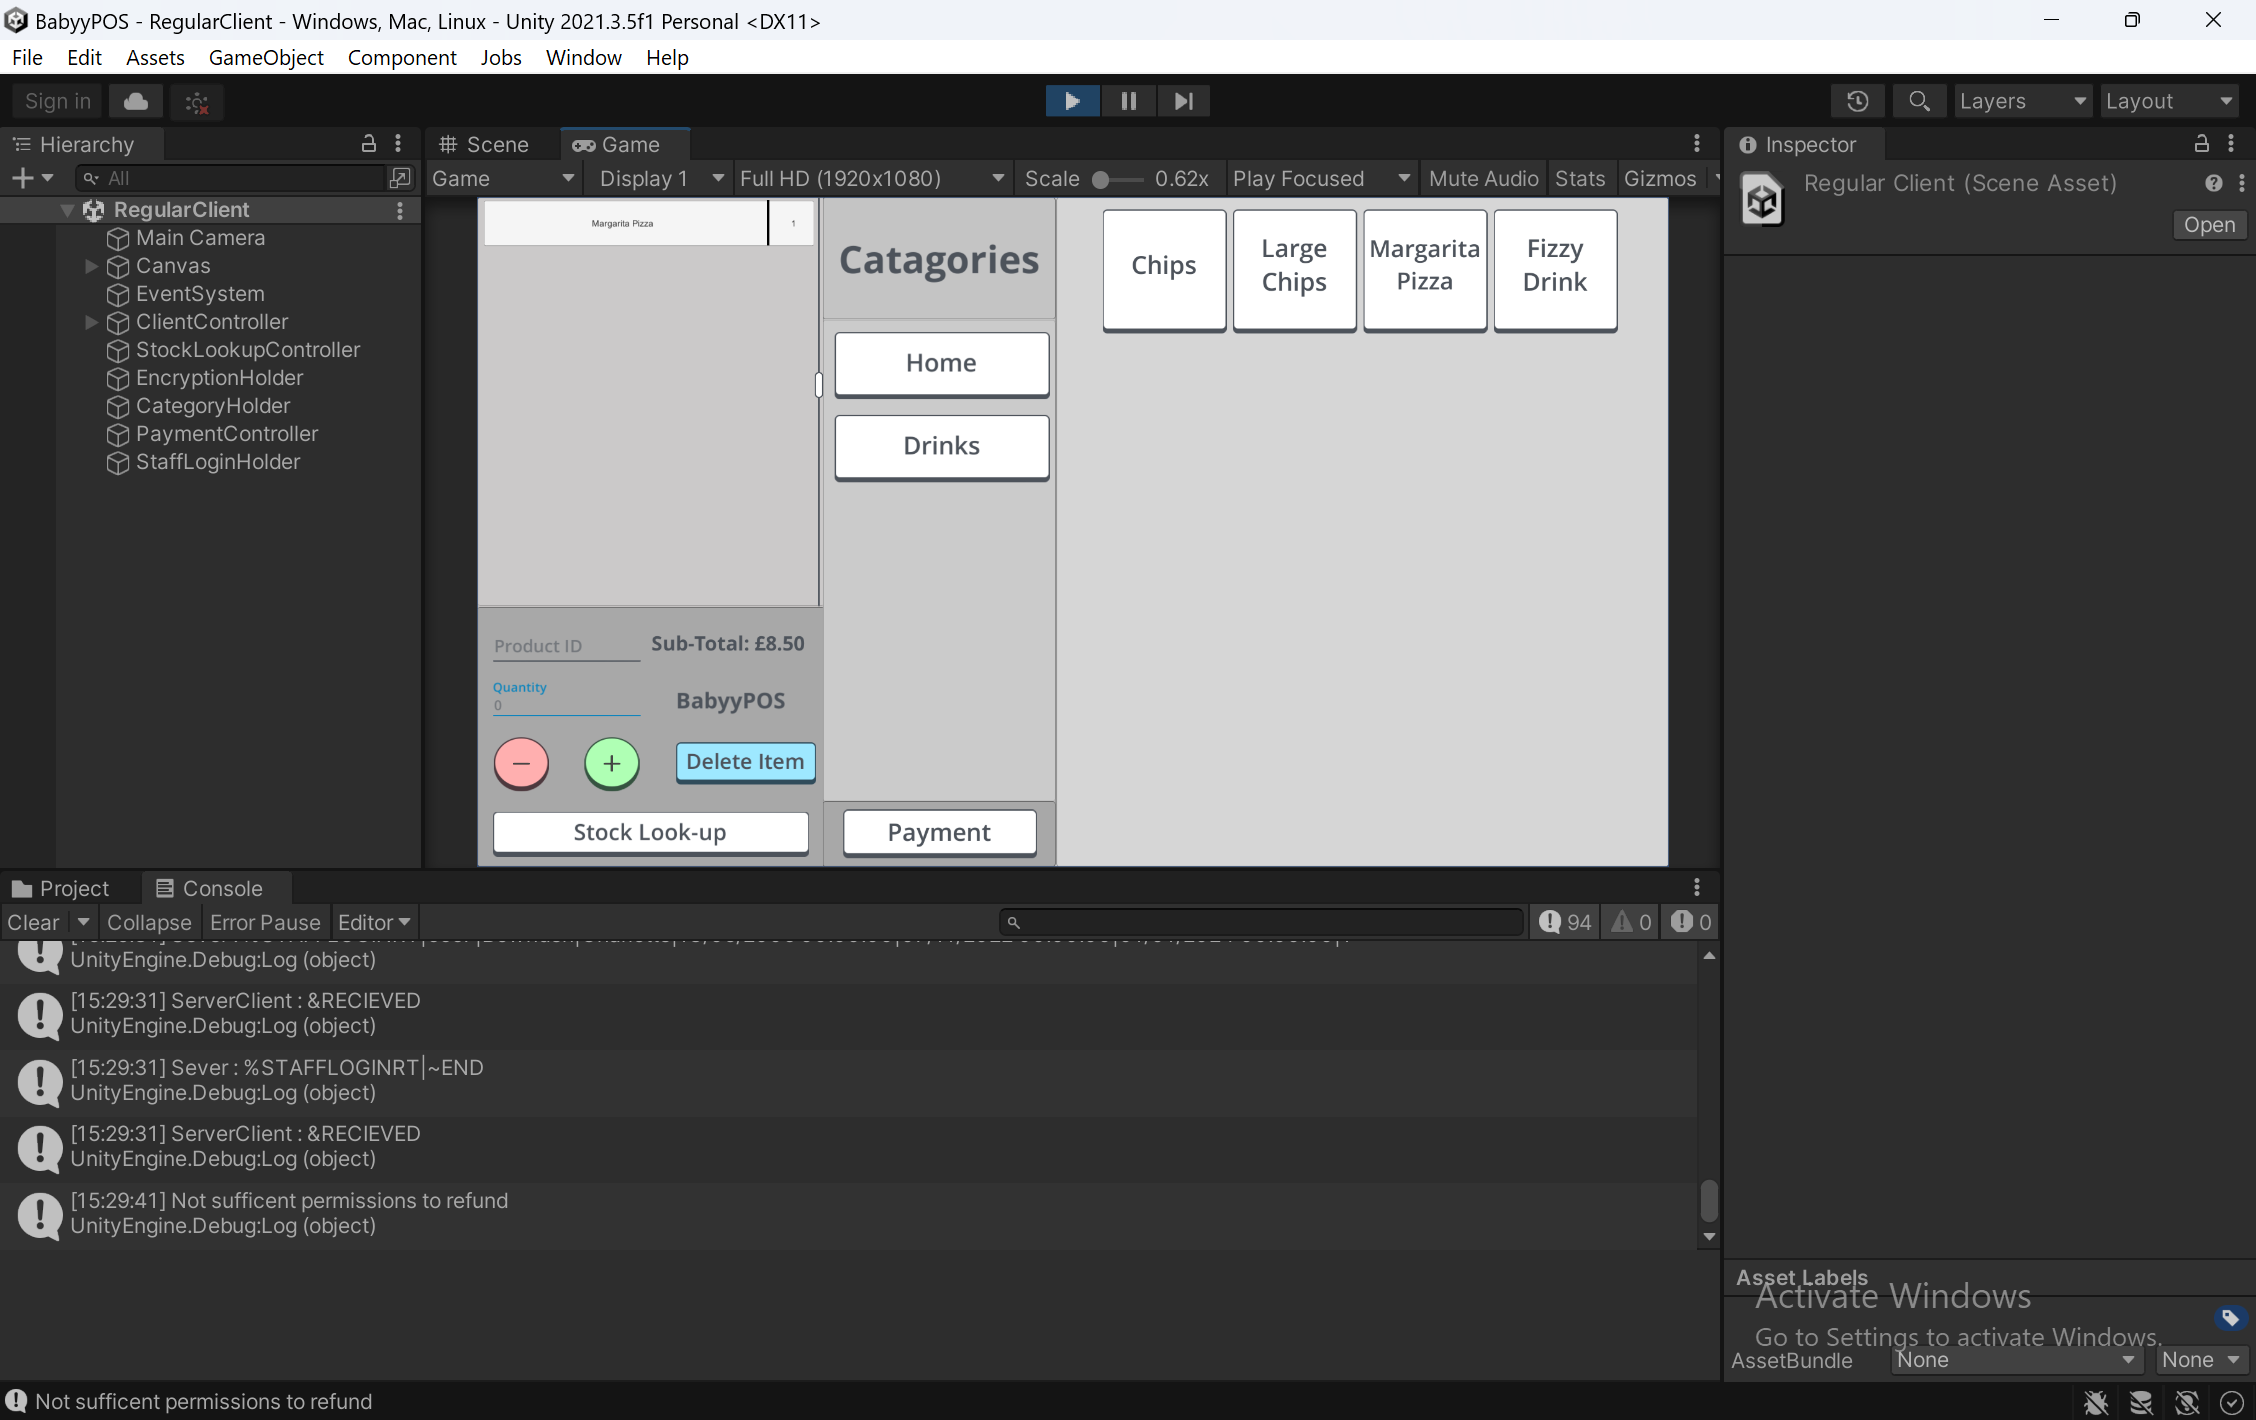 BabyyPOS - RegularClient - Windows, Mac, Linux - Unity 2021.3.5f1 Personal <DX11>
File Edit Assets GameObject Component Jobs Window Help
Sign in
Layers
Layout
Hierarchy
All
RegularClient
Main Camera
Canvas
EventSystem
ClientController
StockLookupController
EncryptionHolder
CategoryHolder
PaymentController
StaffLoginHolder
Scene
Game
Game
Display 1
Full HD (1920x1080)
Scale
0.62x
Play Focused
Mute Audio
Stats
Gizmos
Margarita Pizza
1
Catagories
Home
Drinks
Chips
Large
Chips
Margarita
Pizza
Fizzy
Drink
Product ID
Sub-Total: £8.50
Quantity
0
BabyyPOS
−
+
Delete Item
Stock Look-up
Payment
Inspector
Regular Client (Scene Asset)
Open
Project
Console
Clear
Collapse
Error Pause
Editor
94
0
0
UnityEngine.Debug:Log (object)
[15:29:31] ServerClient : &RECIEVED
UnityEngine.Debug:Log (object)
[15:29:31] Sever : %STAFFLOGINRT|~END
UnityEngine.Debug:Log (object)
[15:29:31] ServerClient : &RECIEVED
UnityEngine.Debug:Log (object)
[15:29:41] Not sufficent permissions to refund
UnityEngine.Debug:Log (object)
Asset Labels
Activate Windows
Go to Settings to activate Windows.
AssetBundle
None
None
Not sufficent permissions to refund